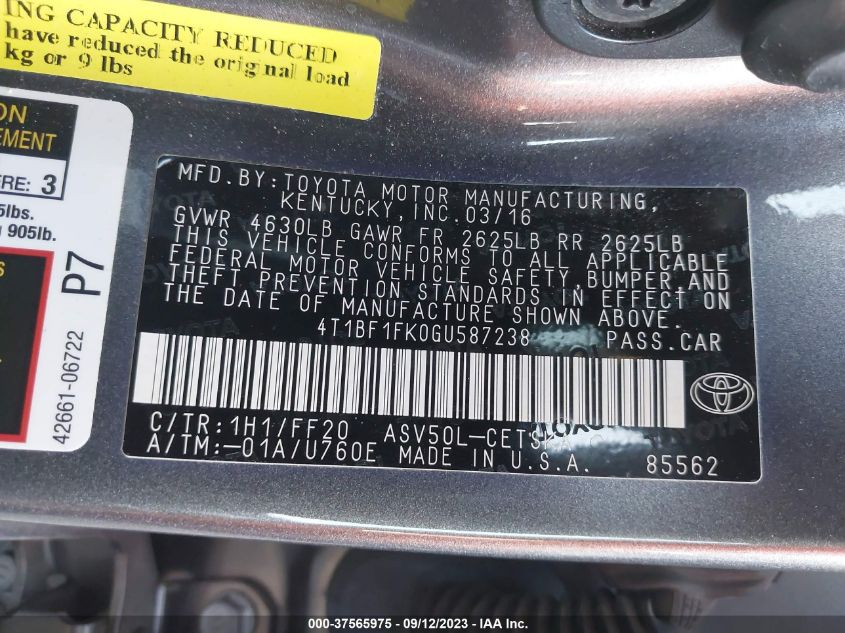 ING CAPACITY REDUCED
have reduced the original load
kg or 9 lbs
ON
EMENT
ERE: 3
5lbs.
905lb.
S
P7
42661-06722
MFD. BY: TOYOTA MOTOR MANUFACTURING,
KENTUCKY, INC. 03/16
GVWR 4630LB GAWR FR 2625LB RR 2625LB
THIS VEHICLE CONFORMS TO ALL APPLICABLE
FEDERAL MOTOR VEHICLE SAFETY, BUMPER, AND
THEFT PREVENTION STANDARDS IN EFFECT ON
THE DATE OF MANUFACTURE SHOWN ABOVE.
4T1BF1FK0GU587238 PASS. CAR
C/TR: 1H1/FF20 ASV50L-CETSKA
A/TM:-01A/U760E MADE IN U.S.A. 85562
000-37565975 - 09/12/2023 - IAA Inc.